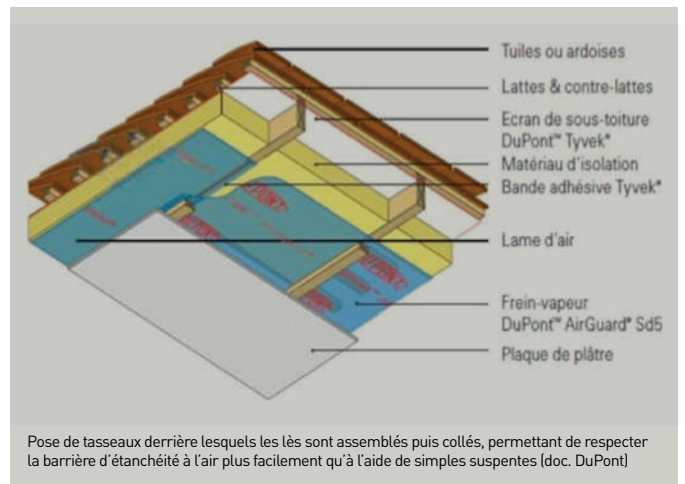 Tuiles ou ardoises
Lattes & contre-lattes
Ecran de sous-toiture
DuPont™ Tyvek®
Matériau d'isolation
Bande adhésive Tyvek®
Lame d'air
Frein-vapeur
DuPont™ AirGuard® Sd5
Plaque de plâtre
Pose de tasseaux derrière lesquels les lès sont assemblés puis collés, permettant de respecter
la barrière d'étanchéité à l'air plus facilement qu'à l'aide de simples suspentes (doc. DuPont)